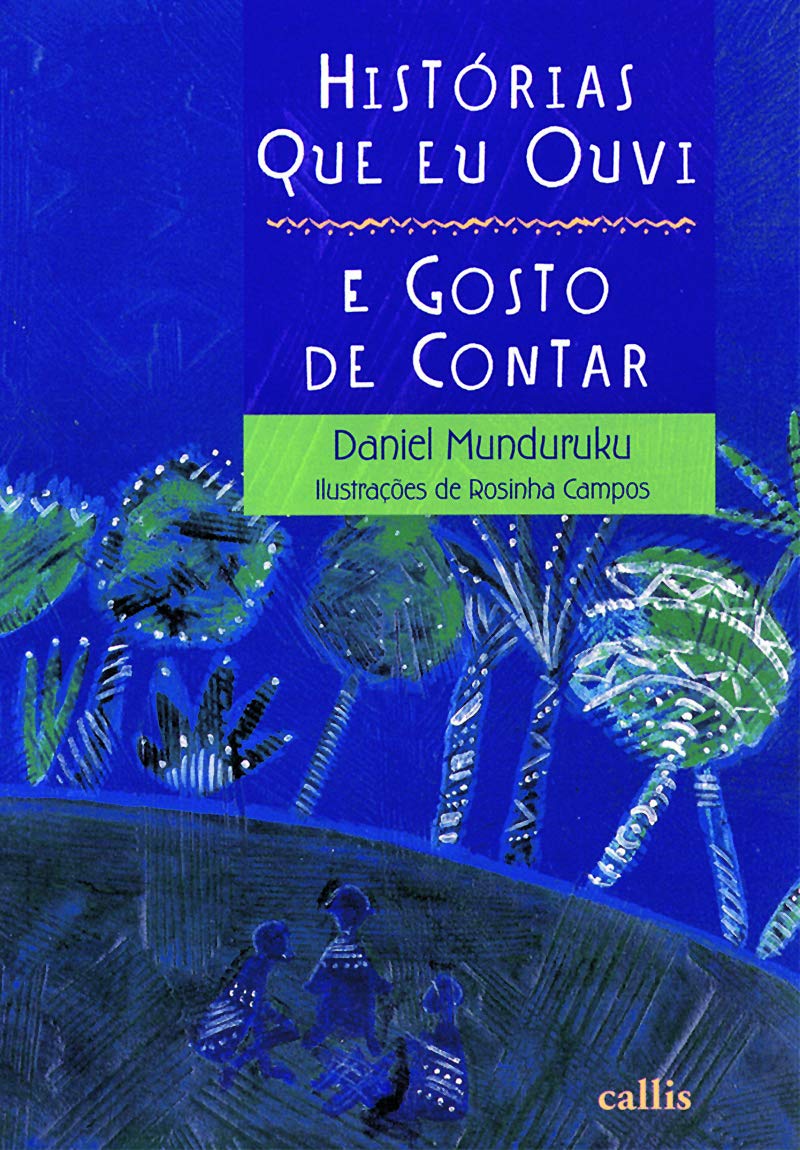 HISTÓRIAS
QUE EU OUVI
E GOSTO
DE CONTAR
Daniel Munduruku
Ilustrações de Rosinha Campos
callis